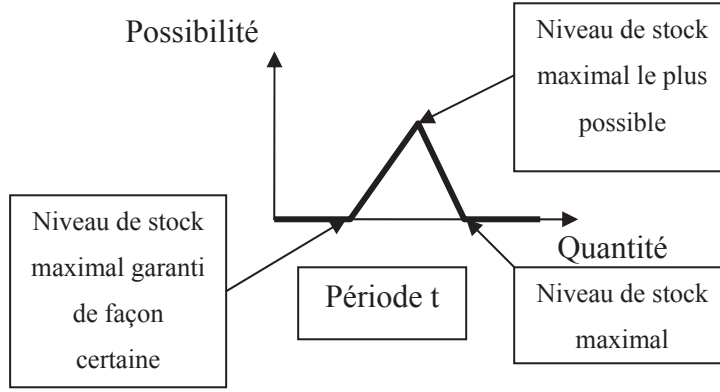 Possibilité
Niveau de stock
maximal le plus
possible
Niveau de stock
maximal garanti
de façon
certaine
Période t
Quantité
Niveau de stock
maximal